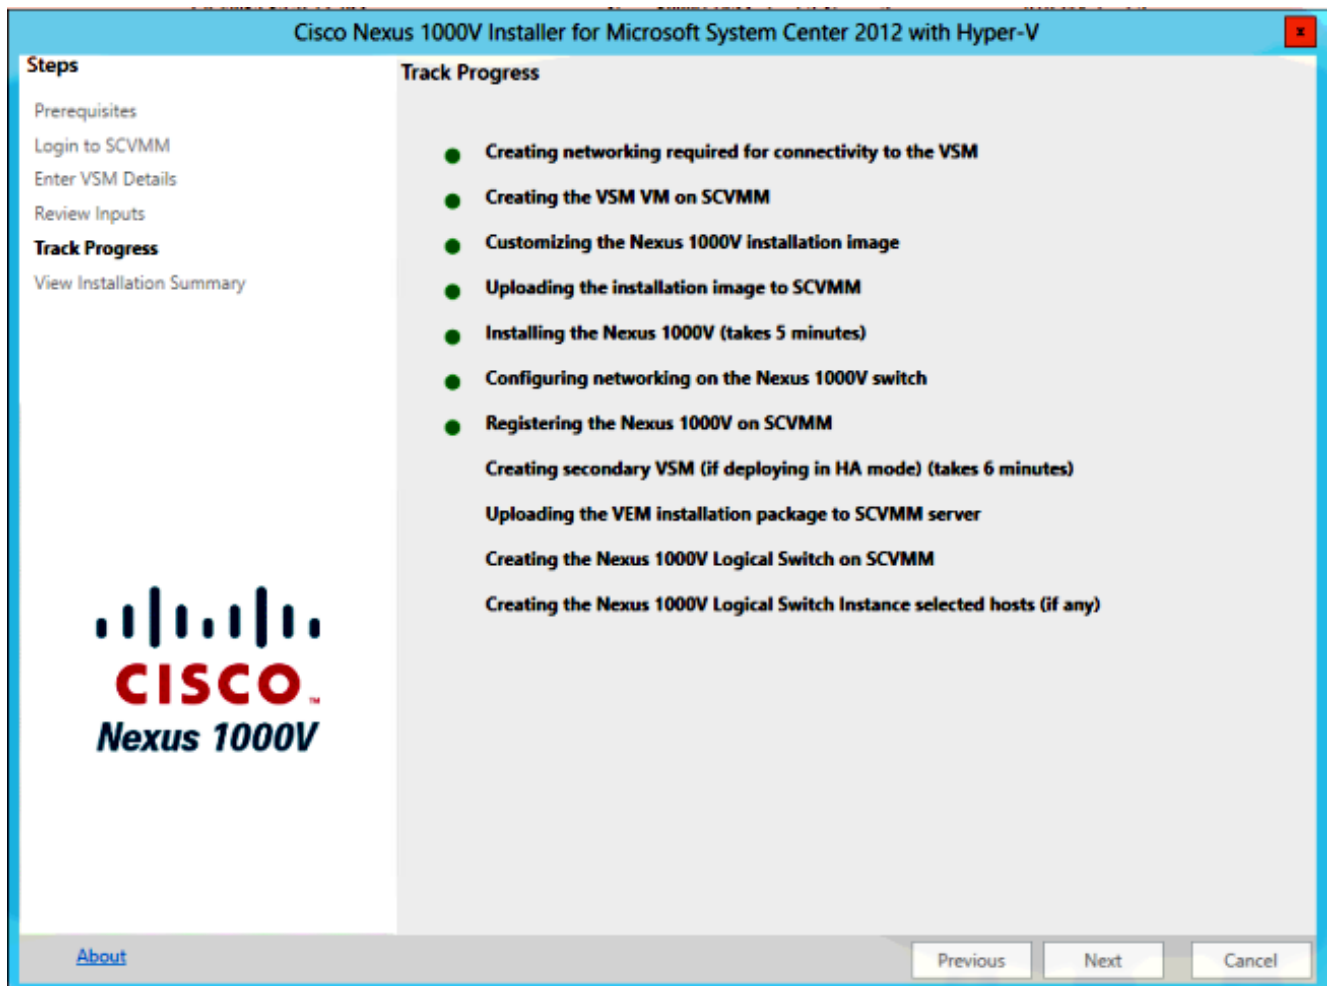 Cisco Nexus 1000V Installer for Microsoft System Center 2012 with Hyper-V
x
Steps
Prerequisites
Login to SCVMM
Enter VSM Details
Review Inputs
Track Progress
View Installation Summary
Track Progress
Creating networking required for connectivity to the VSM
Creating the VSM VM on SCVMM
Customizing the Nexus 1000V installation image
Uploading the installation image to SCVMM
Installing the Nexus 1000V (takes 5 minutes)
Configuring networking on the Nexus 1000V switch
Registering the Nexus 1000V on SCVMM
Creating secondary VSM (if deploying in HA mode) (takes 6 minutes)
Uploading the VEM installation package to SCVMM server
Creating the Nexus 1000V Logical Switch on SCVMM
Creating the Nexus 1000V Logical Switch Instance selected hosts (if any)
CISCO™
Nexus 1000V
About
Previous
Next
Cancel